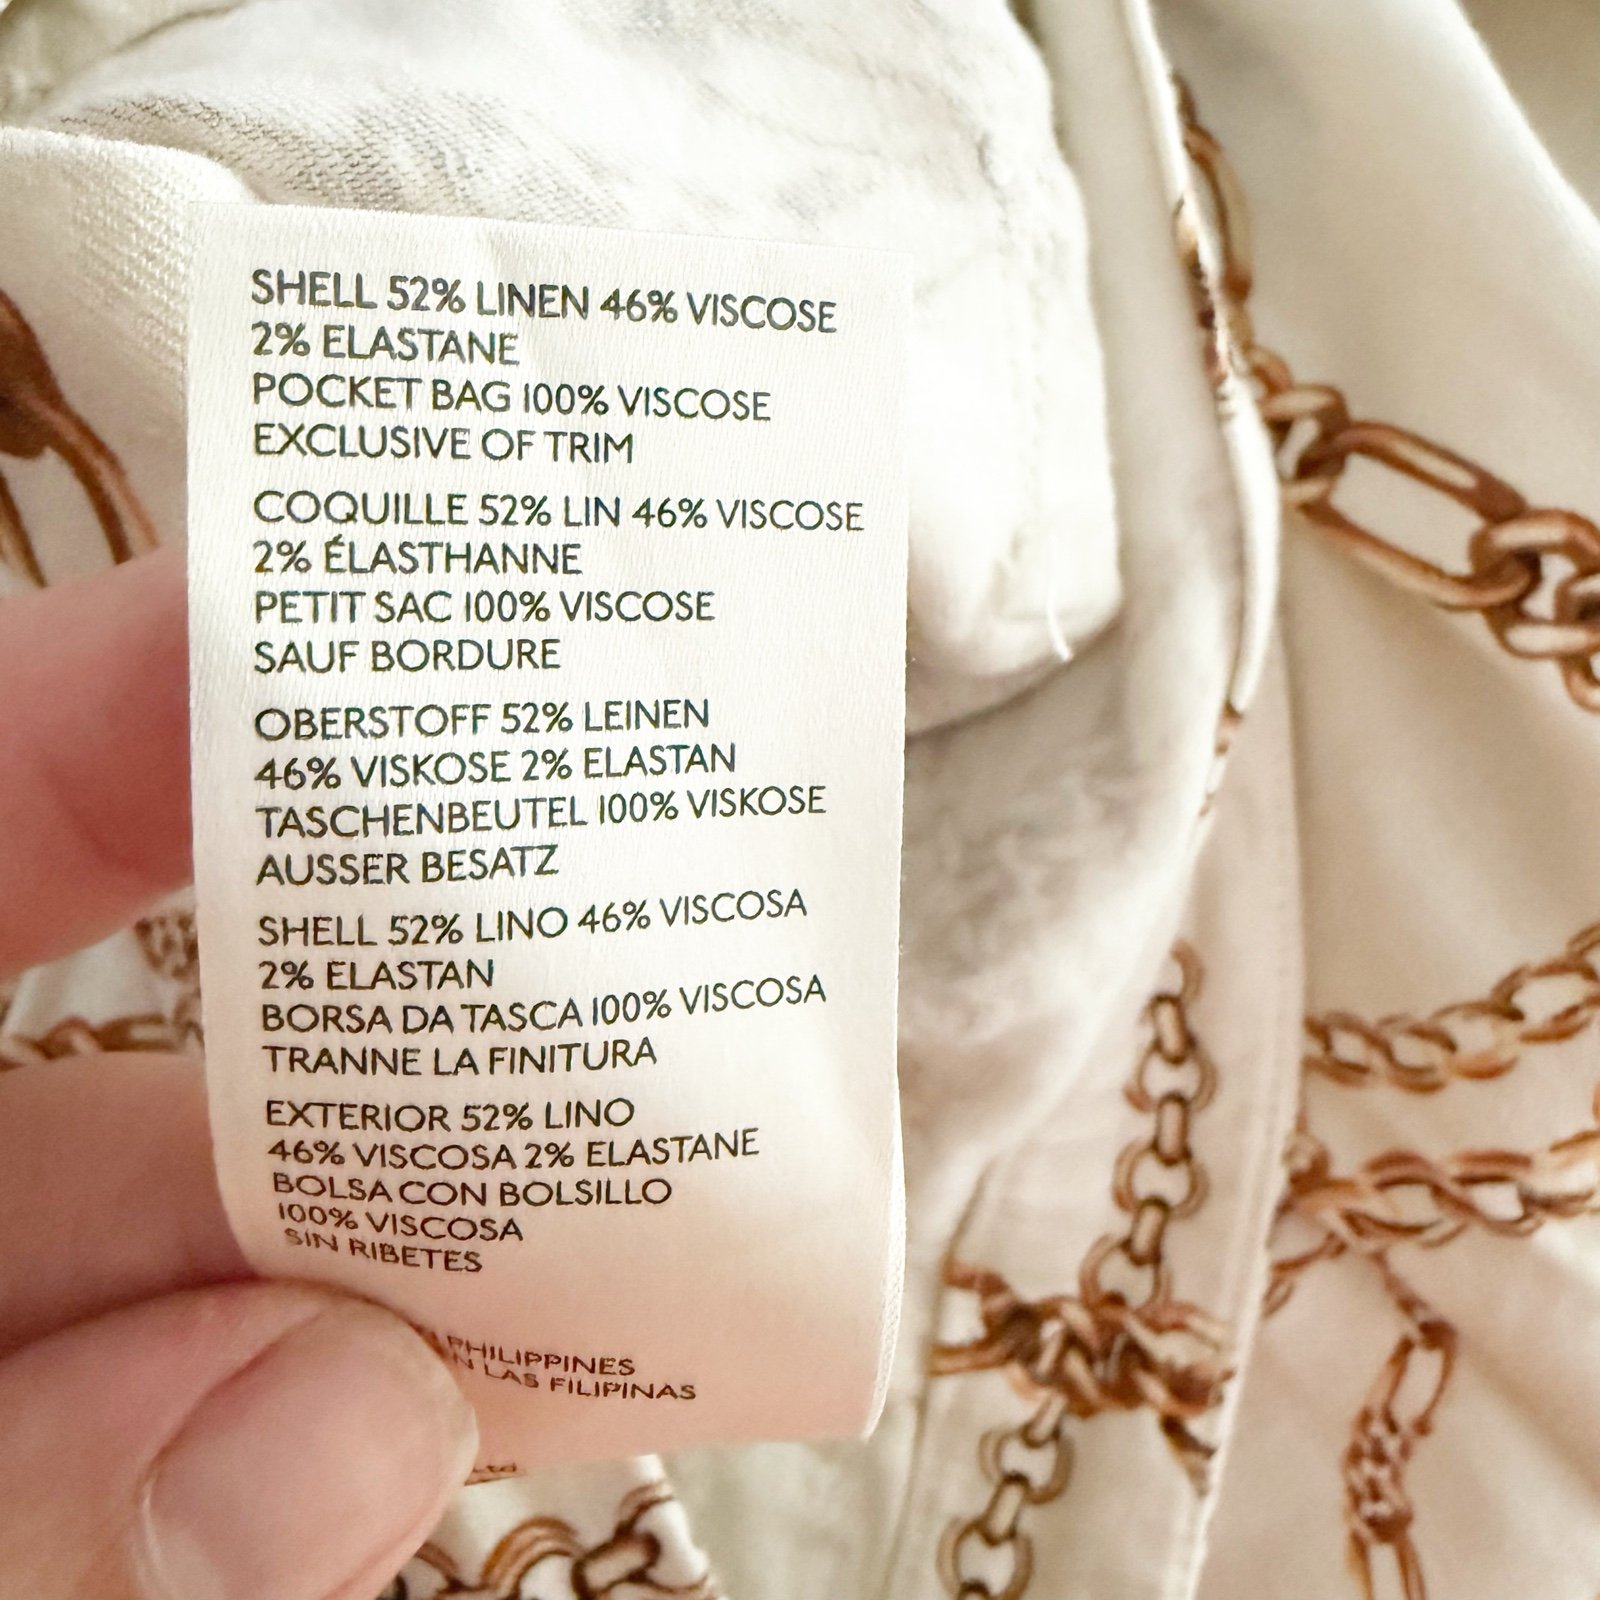 SHELL 52% LINEN 46% VISCOSE
2% ELASTANE
POCKET BAG 100% VISCOSE
EXCLUSIVE OF TRIM
COQUILLE 52% LIN 46% VISCOSE
2% ÉLASTHANNE
PETIT SAC 100% VISCOSE
SAUF BORDURE
OBERSTOFF 52% LEINEN
46% VISKOSE 2% ELASTAN
TASCHENBEUTEL 100% VISKOSE
AUSSER BESATZ
SHELL 52% LINO 46% VISCOSA
2% ELASTAN
BORSA DA TASCA 100% VISCOSA
TRANNE LA FINITURA
EXTERIOR 52% LINO
46% VISCOSA 2% ELASTANE
BOLSA CON BOLSILLO
100% VISCOSA
SIN RIBETES
PHILIPPINES
LAS FILIPINAS